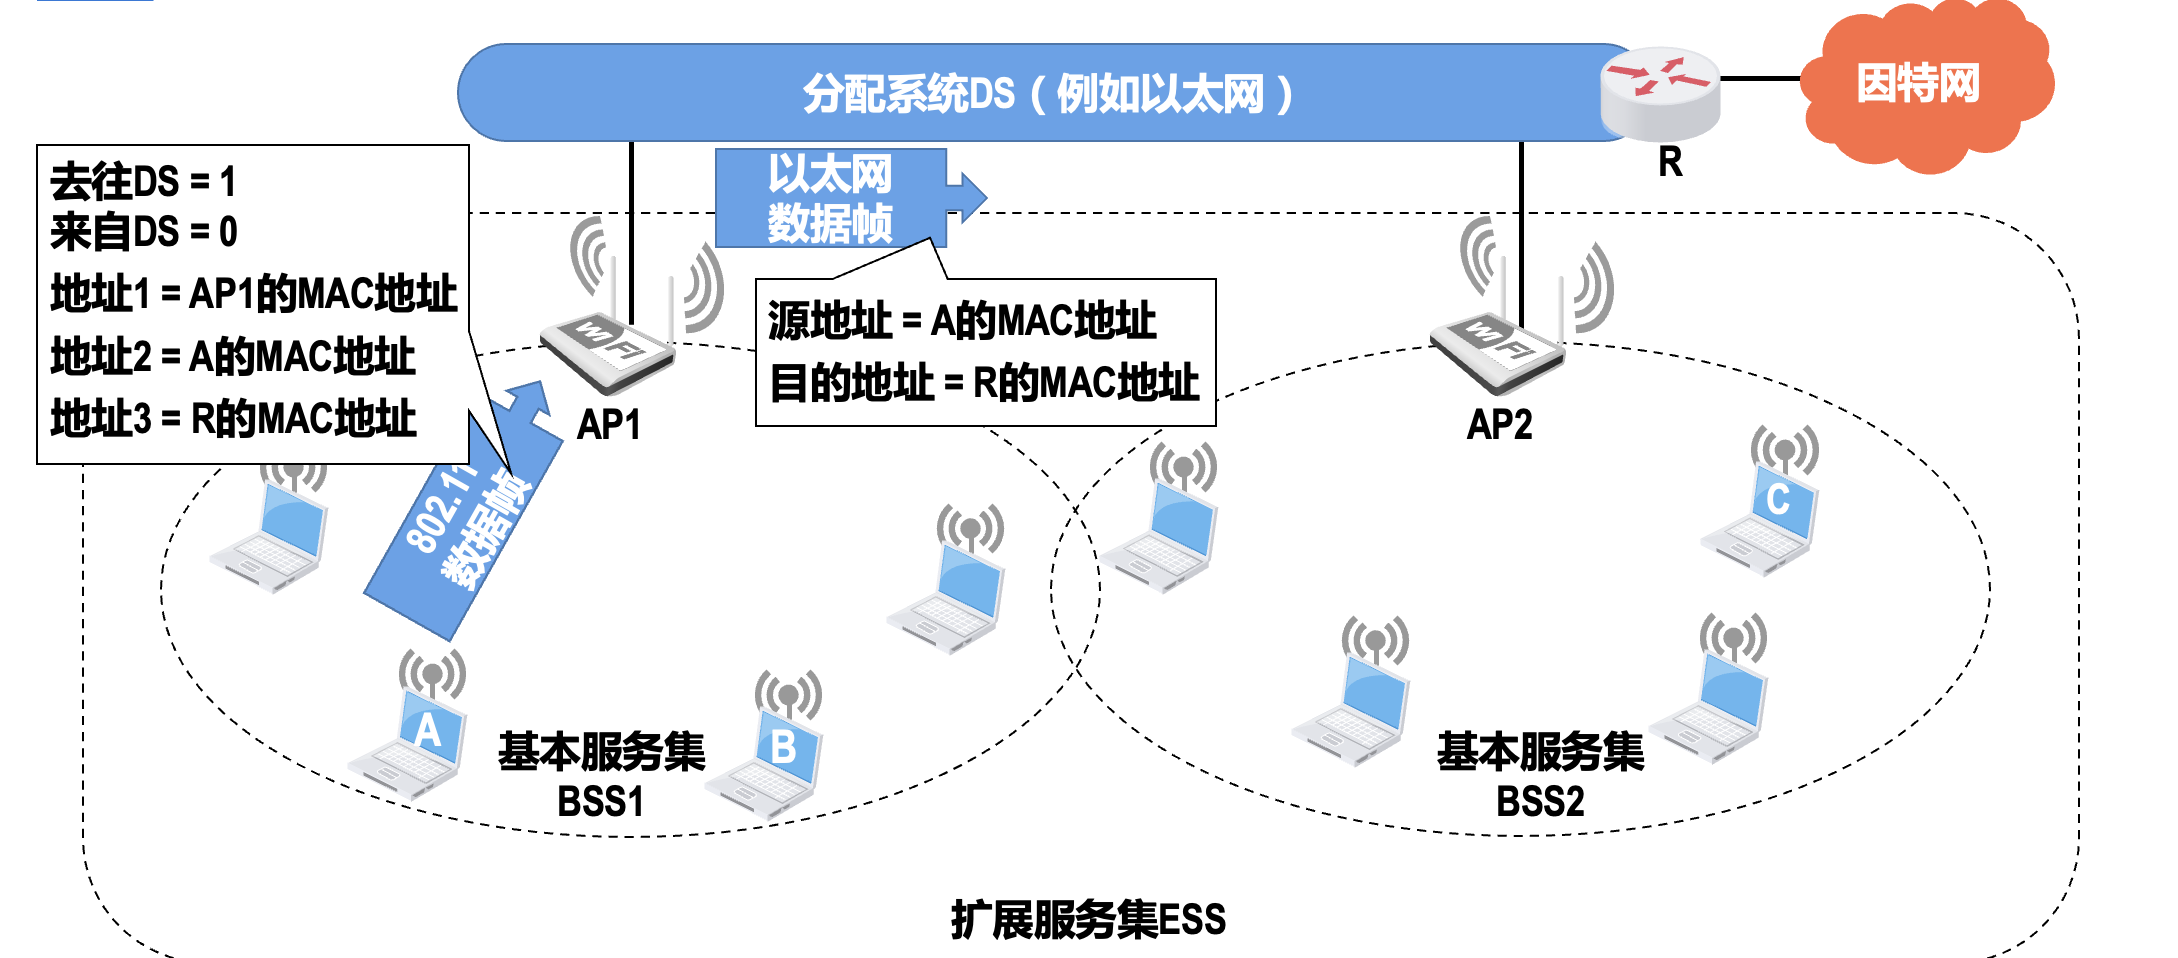 分配系统DS（例如以太网）
因特网
R
去往DS = 1
来自DS = 0
地址1 = AP1的MAC地址
地址2 = A的MAC地址
地址3 = R的MAC地址
以太网
数据帧
源地址 = A的MAC地址
目的地址 = R的MAC地址
WiFi
AP1
WiFi
AP2
802.11
数据帧
C
A
B
基本服务集
BSS1
基本服务集
BSS2
扩展服务集ESS